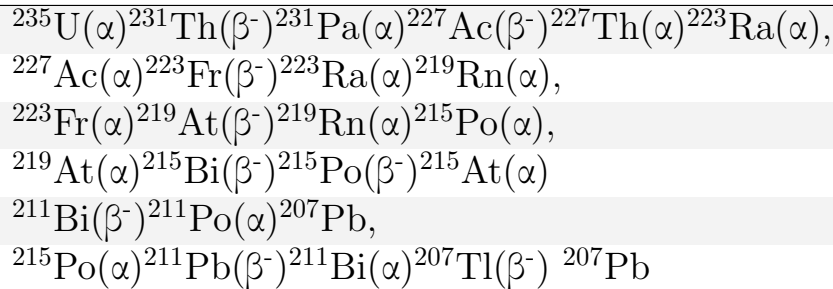 ²³⁵U(α)²³¹Th(β⁻)²³¹Pa(α)²²⁷Ac(β⁻)²²⁷Th(α)²²³Ra(α),
²²⁷Ac(α)²²³Fr(β⁻)²²³Ra(α)²¹⁹Rn(α),
²²³Fr(α)²¹⁹At(β⁻)²¹⁹Rn(α)²¹⁵Po(α),
²¹⁹At(α)²¹⁵Bi(β⁻)²¹⁵Po(β⁻)²¹⁵At(α)
²¹¹Bi(β⁻)²¹¹Po(α)²⁰⁷Pb,
²¹⁵Po(α)²¹¹Pb(β⁻)²¹¹Bi(α)²⁰⁷Tl(β⁻) ²⁰⁷Pb